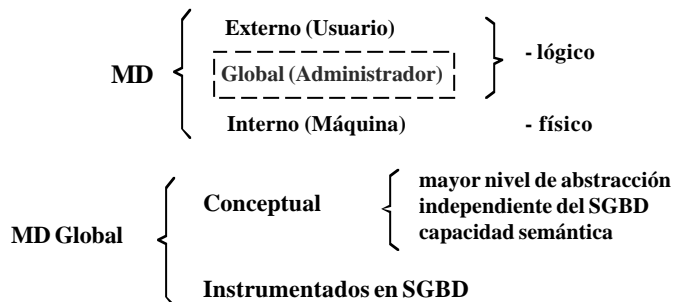 Externo (Usuario)
MD
Global (Administrador)
- lógico
Interno (Máquina)
- físico
mayor nivel de abstracción
Conceptual
independiente del SGBD
capacidad semántica
MD Global
Instrumentados en SGBD